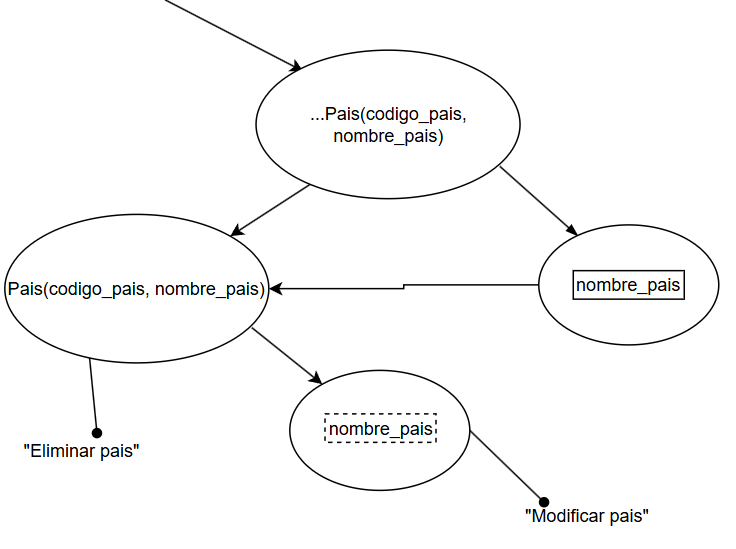 ...Pais(codigo_pais,
nombre_pais)
Pais(codigo_pais, nombre_pais)
nombre_pais
nombre_pais
"Eliminar pais"
"Modificar pais"